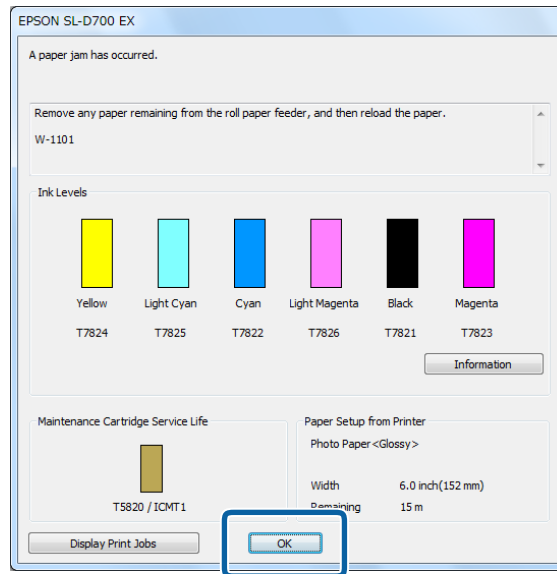 EPSON SL-D700 EX
A paper jam has occurred.
Remove any paper remaining from the roll paper feeder, and then reload the paper.
W-1101
Ink Levels
Yellow Light Cyan Cyan Light Magenta Black Magenta
T7824 T7825 T7822 T7826 T7821 T7823
Information
Maintenance Cartridge Service Life
T5820 / ICMT1
Paper Setup from Printer
Photo Paper<Glossy>
Width 6.0 inch(152 mm)
Remaining 15 m
Display Print Jobs OK